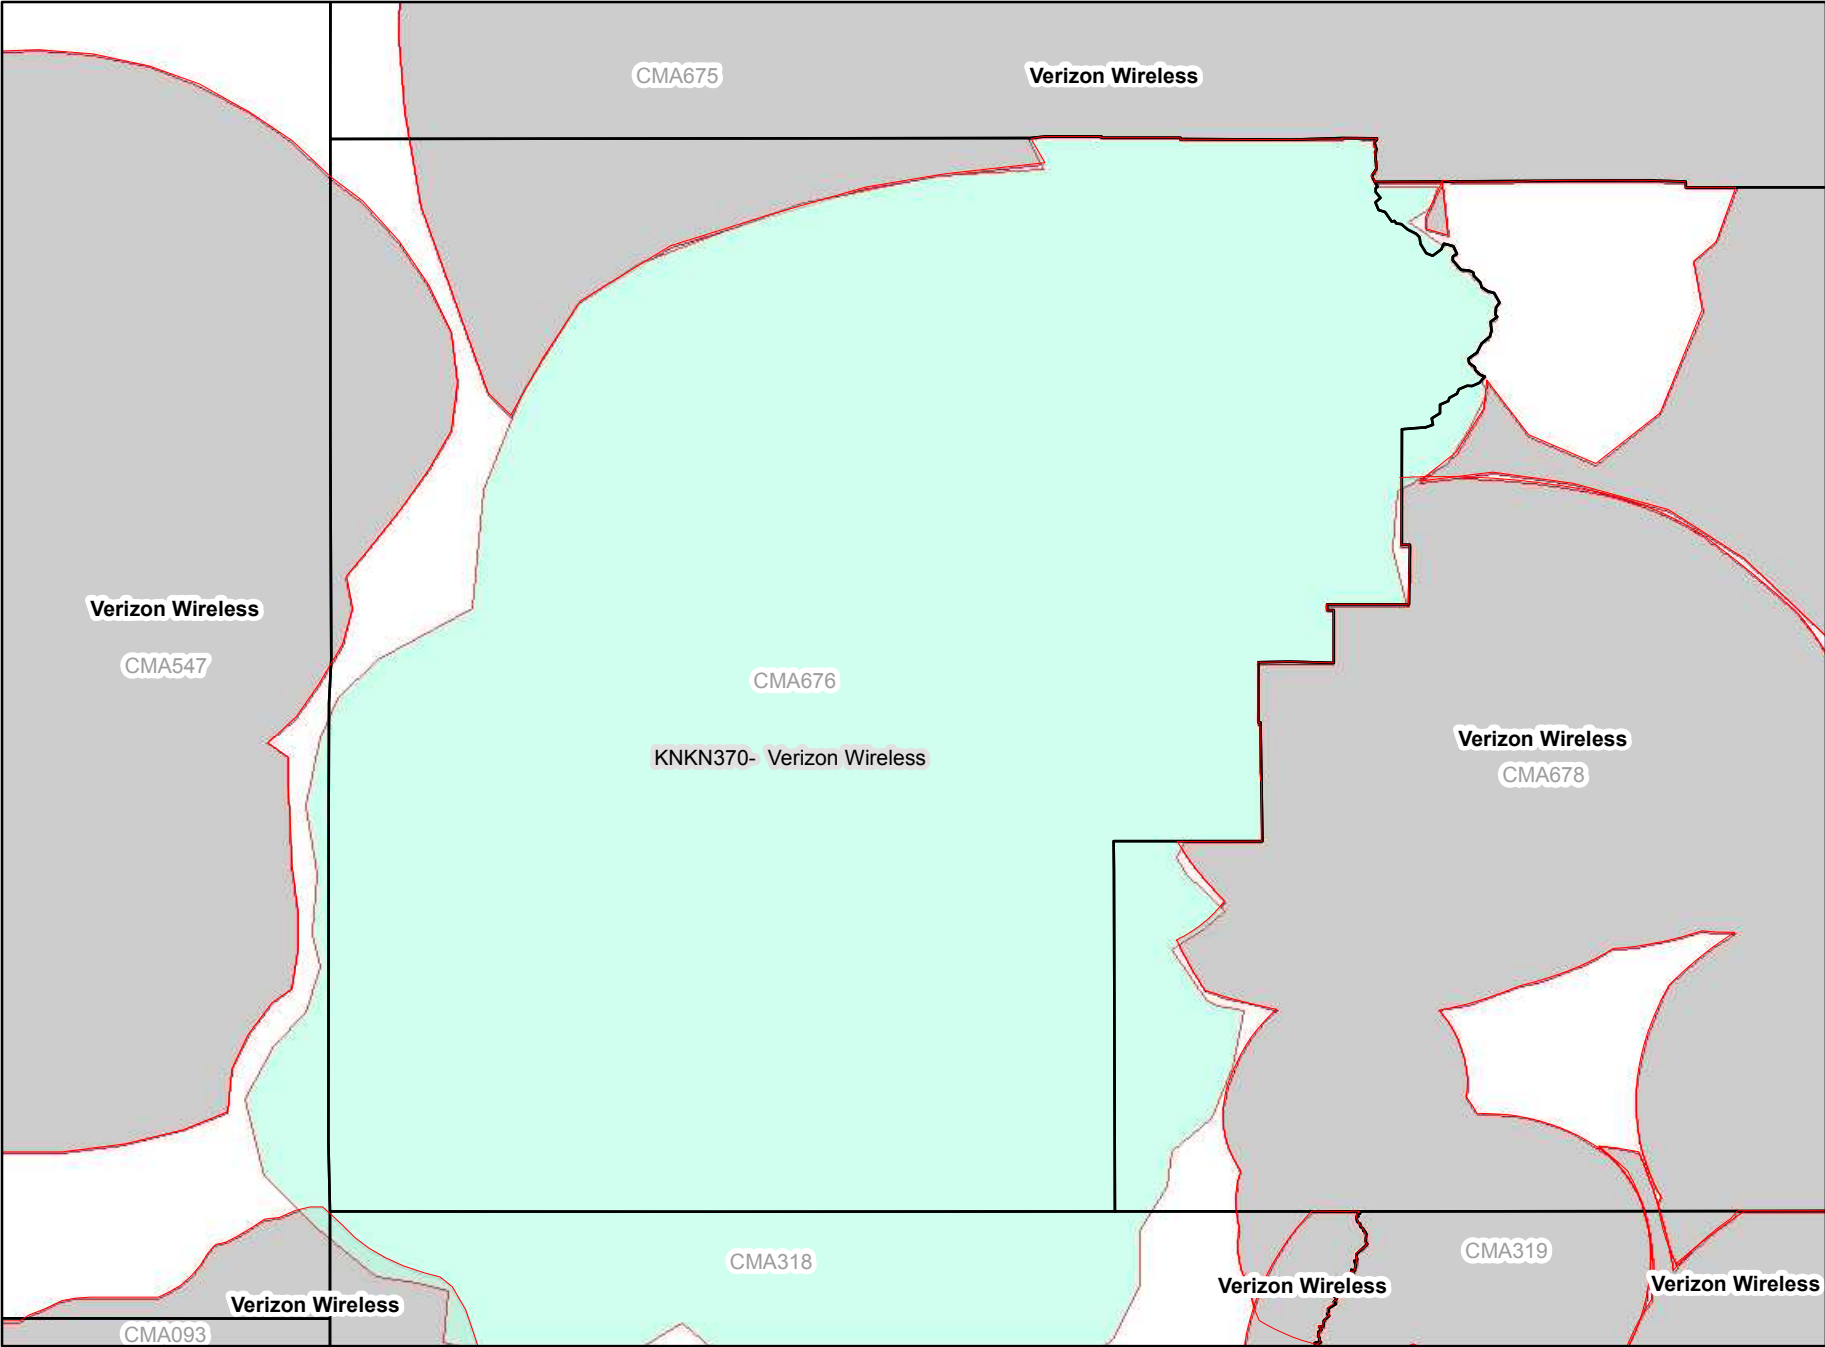 CMA675
Verizon Wireless
Verizon Wireless
CMA547
CMA676
KNKN370-  Verizon Wireless
Verizon Wireless
CMA678
CMA318
CMA319
Verizon Wireless
Verizon Wireless
Verizon Wireless
CMA093